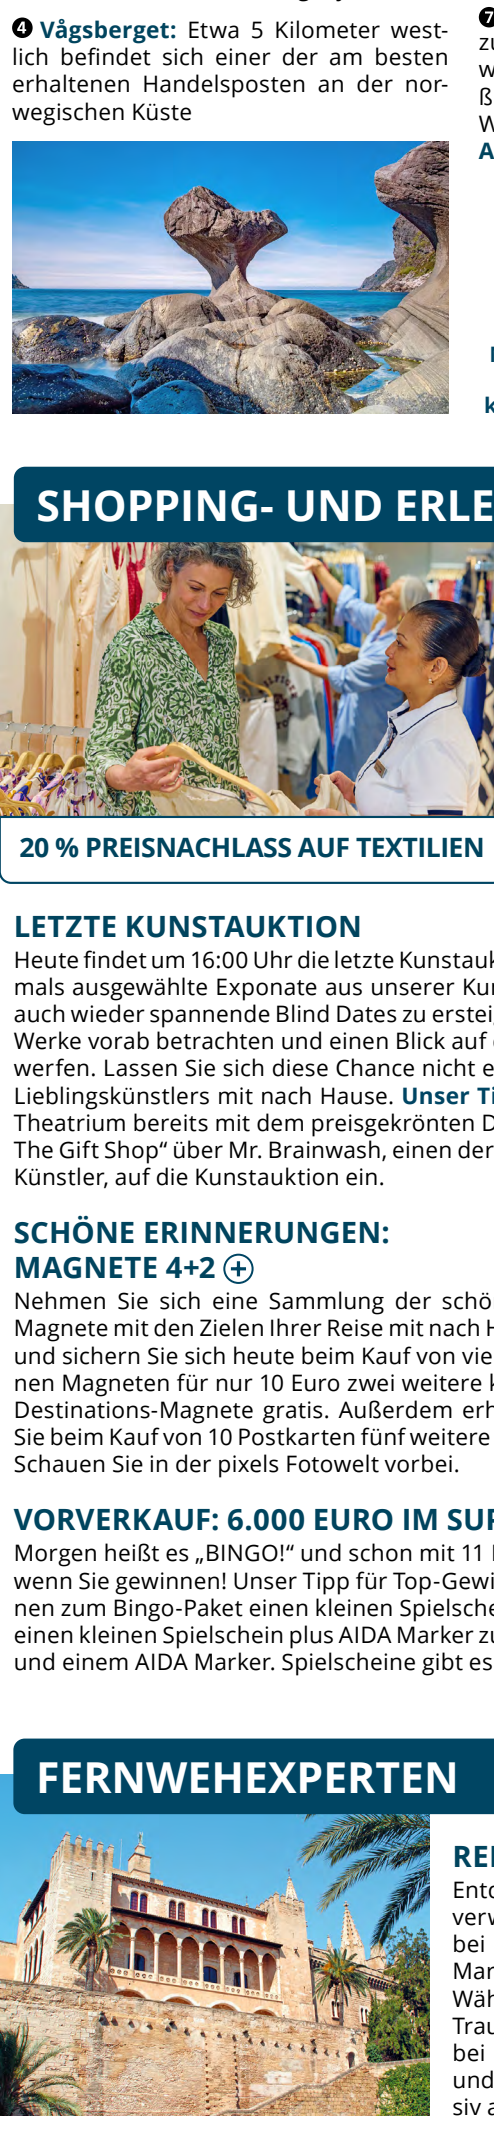 4 Vågsberget: Etwa 5 Kilometer west-
lich befindet sich einer der am besten
erhaltenen Handelsposten an der nor-
wegischen Küste
7
zu
w
ß
W
A
k
SHOPPING- UND ERLE
20 % PREISNACHLASS AUF TEXTILIEN
LETZTE KUNSTAUKTION
Heute findet um 16:00 Uhr die letzte Kunstauk
mals ausgewählte Exponate aus unserer Kun
auch wieder spannende Blind Dates zu ersteig
Werke vorab betrachten und einen Blick auf
werfen. Lassen Sie sich diese Chance nicht e
Lieblingskünstlers mit nach Hause. Unser Ti
Theatrium bereits mit dem preisgekrönten D
The Gift Shop“ über Mr. Brainwash, einen der
Künstler, auf die Kunstauktion ein.
SCHÖNE ERINNERUNGEN:
MAGNETE 4+2 +
Nehmen Sie sich eine Sammlung der schö
Magnete mit den Zielen Ihrer Reise mit nach H
und sichern Sie sich heute beim Kauf von vie
nen Magneten für nur 10 Euro zwei weitere k
Destinations-Magnete gratis. Außerdem erh
Sie beim Kauf von 10 Postkarten fünf weitere
Schauen Sie in der pixels Fotowelt vorbei.
VORVERKAUF: 6.000 EURO IM SUP
Morgen heißt es „BINGO!“ und schon mit 11
wenn Sie gewinnen! Unser Tipp für Top-Gewi
nen zum Bingo-Paket einen kleinen Spielsche
einen kleinen Spielschein plus AIDA Marker zu
und einem AIDA Marker. Spielscheine gibt es
FERNWEHEXPERTEN
REI
Entd
verw
bei
Mar
Wäh
Trau
bei
und
siv a